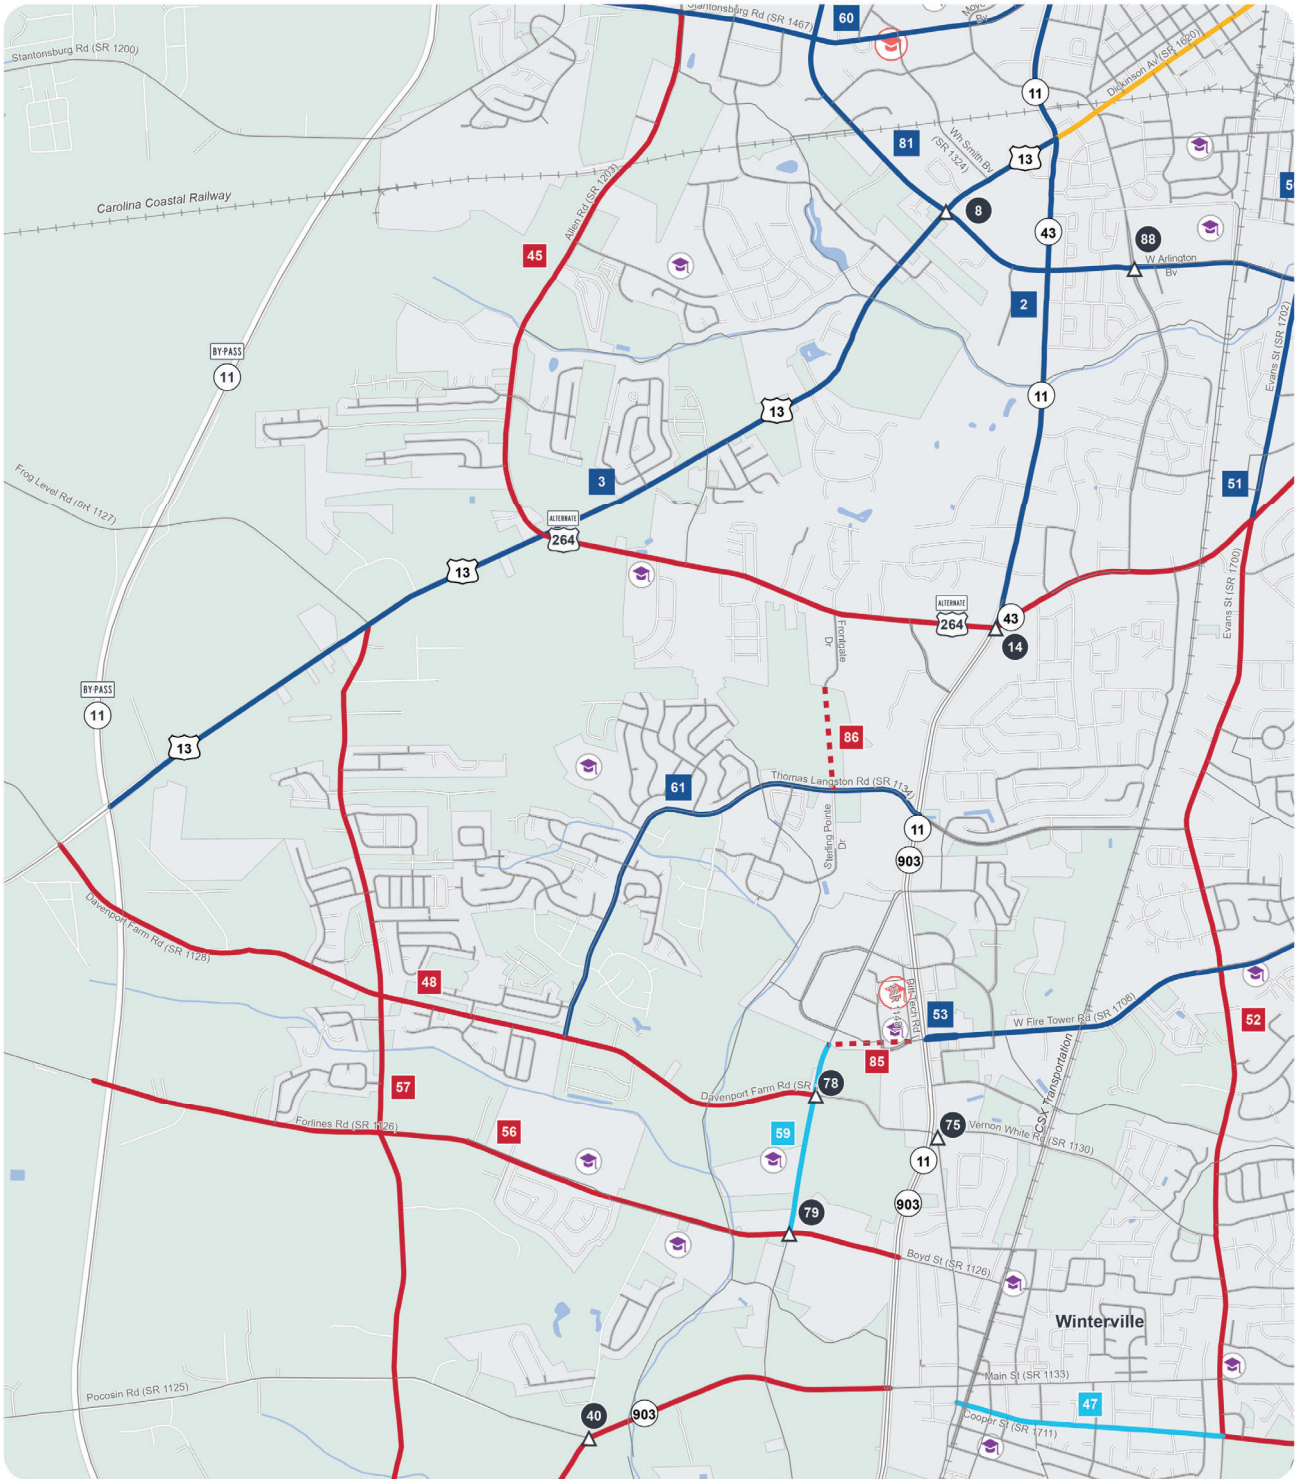 Stantonsburg Rd (SR 1467)
60
Stantonsburg Rd (SR 1200)
Dickinson Av (SR 1620)
11
81
Wh Smith Bv
(SR 1324)
13
Carolina Coastal Railway
Allen Rd (SR 1203)
8
43
88
45
W Arlington
Bv
2
Evans St (SR 1702)
BY-PASS
11
11
13
Frog Level Rd (SR 1127)
3
51
ALTERNATE
264
13
Evans St (SR 1700)
ALTERNATE
264
43
14
Frontgate
Dr
BY-PASS
11
13
86
61
Thomas Langston Rd (SR 1134)
Sterling Pointe
Dr
11
903
Davenport Farm Rd (SR 1128)
48
Pitt Tech Rd
53
W Fire Tower Rd (SR 1708)
52
85
CSX Transportation
57
Davenport Farm Rd (SR
78
Forlines Rd (SR 1126)
56
59
75
Vernon White Rd (SR 1130)
11
903
79
Boyd St (SR 1126)
Winterville
Pocosin Rd (SR 1125)
Main St (SR 1133)
40
903
47
Cooper St (SR 1711)